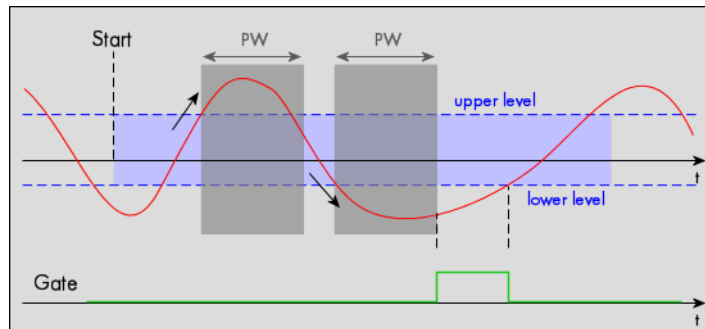 Start
PW
PW
upper level
t
lower level
Gate
t